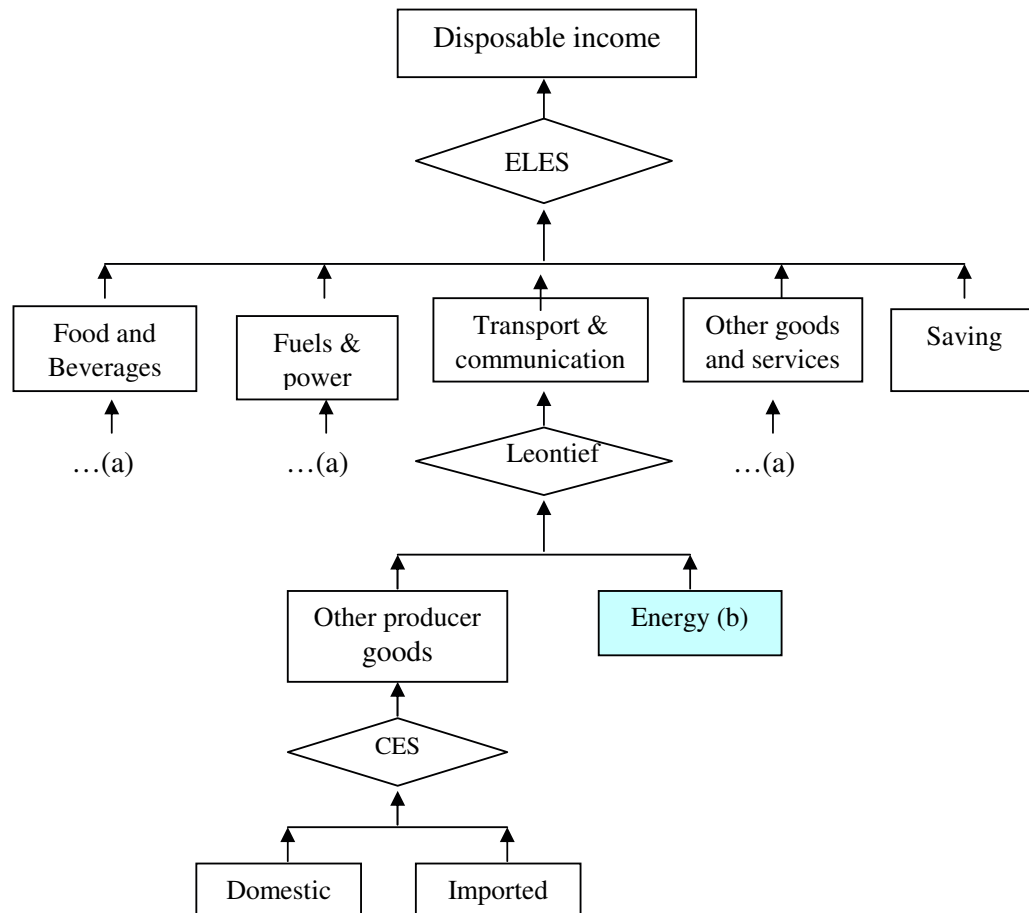 Disposable income
ELES
Food and
Beverages
Fuels &
power
Transport &
communication
Other goods
and services
Saving
…(a)
…(a)
Leontief
…(a)
Other producer
goods
Energy (b)
CES
Domestic
Imported